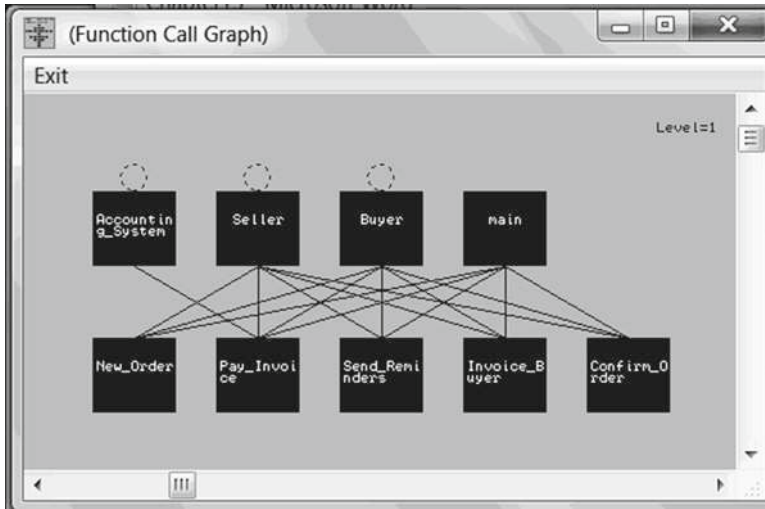 (Function Call Graph)
Exit
Level=1
Accountin
g_System
Seller
Buyer
main
New_Order
Pay_Invoi
ce
Send_Remi
nders
Invoice_B
uyer
Confirm_O
rder